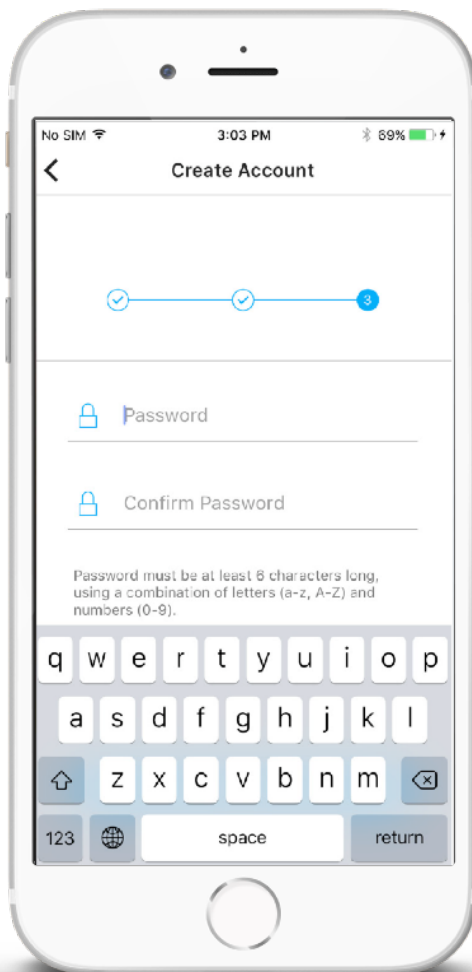 No SIM 3:03 PM 69%
Create Account
3
Password
Confirm Password
Password must be at least 6 characters long,
using a combination of letters (a-z, A-Z) and
numbers (0-9).
q w e r t y u i o p
a s d f g h j k l
z x c v b n m
123 space return